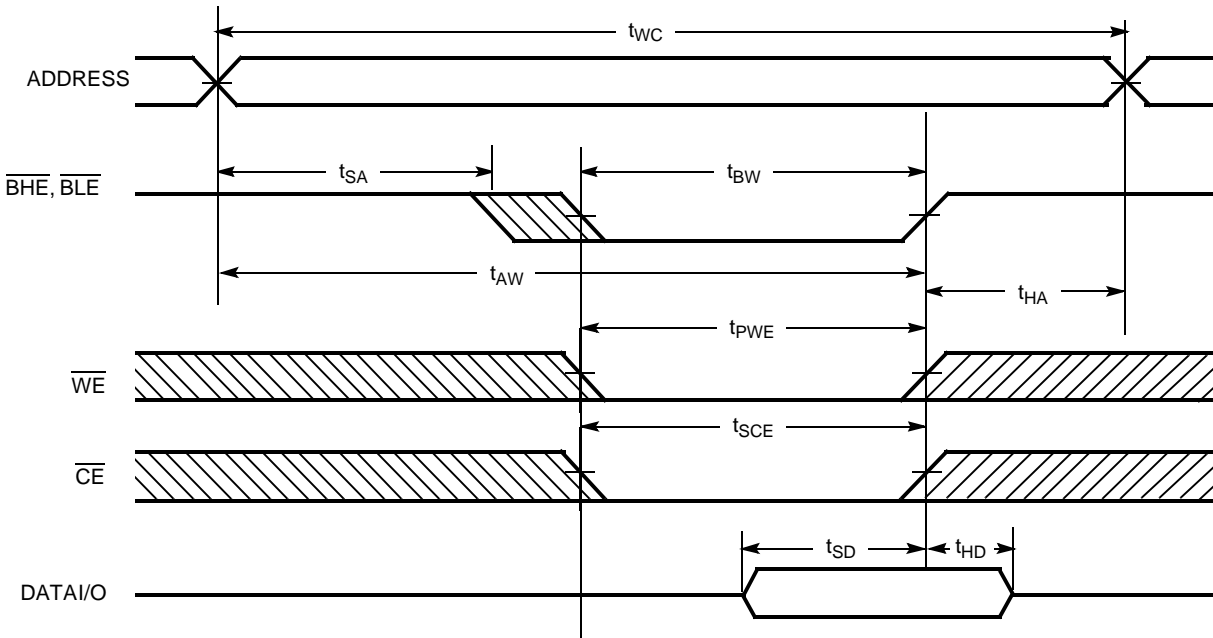 tWC
ADDRESS
tSA
tBW
BHE, BLE
tAW
tHA
tPWE
WE
tSCE
CE
tSD
tHD
DATAI/O